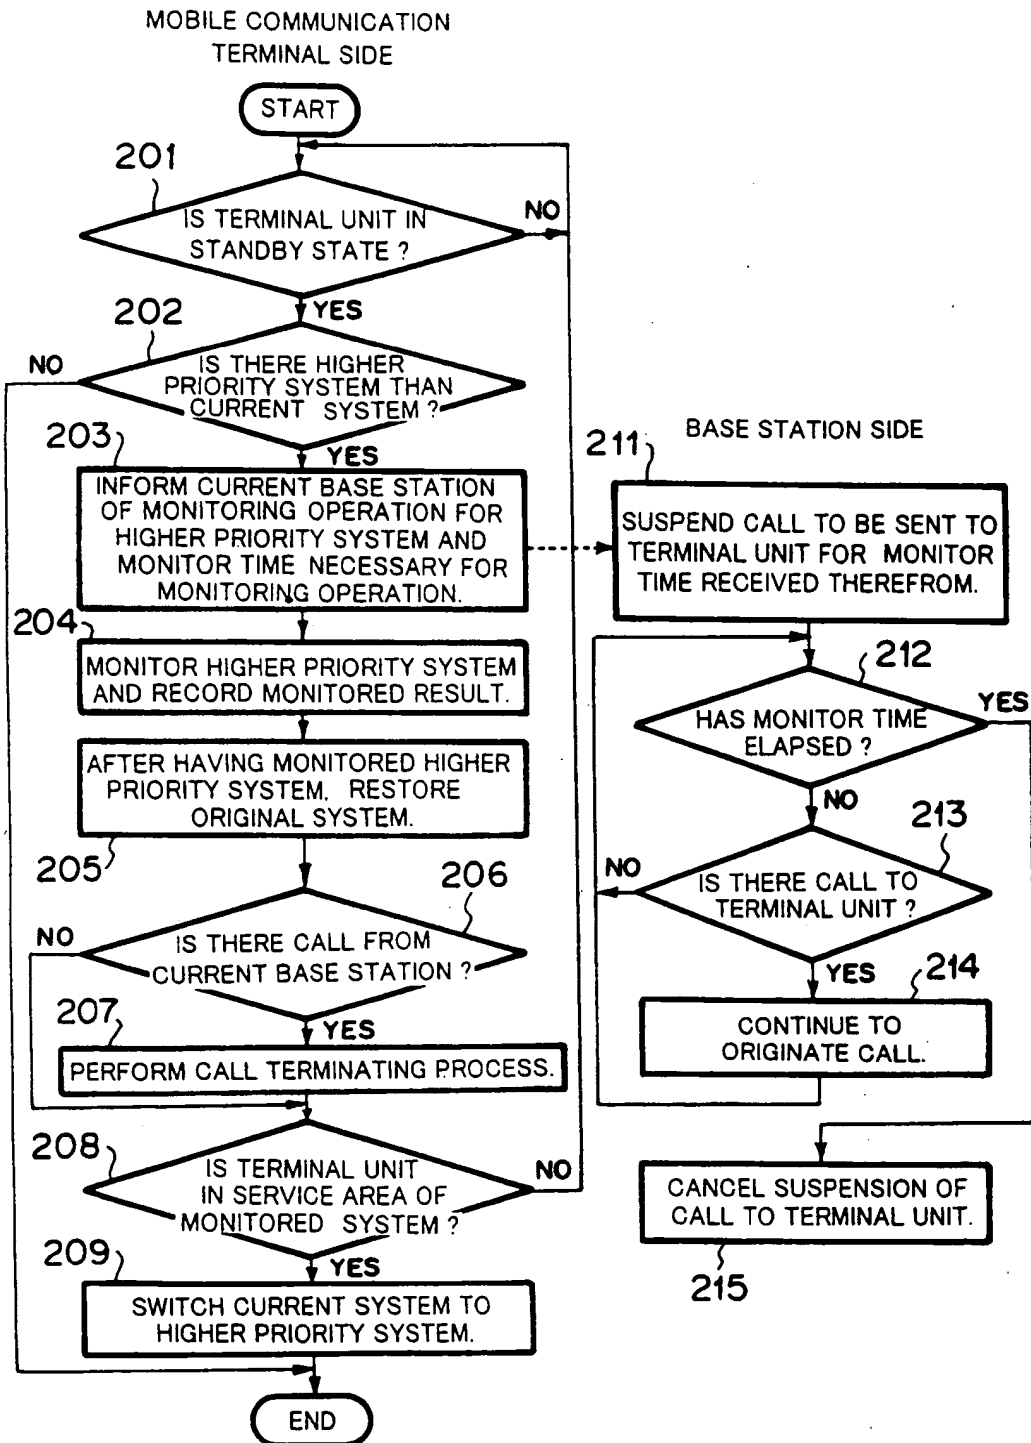 MOBILE COMMUNICATION
TERMINAL SIDE
START
201
IS TERMINAL UNIT IN
STANDBY STATE ?
NO
YES
202
NO
IS THERE HIGHER
PRIORITY SYSTEM THAN
CURRENT SYSTEM ?
YES
203
INFORM CURRENT BASE STATION
OF MONITORING OPERATION FOR
HIGHER PRIORITY SYSTEM AND
MONITOR TIME NECESSARY FOR
MONITORING OPERATION.
204
MONITOR HIGHER PRIORITY SYSTEM
AND RECORD MONITORED RESULT.
AFTER HAVING MONITORED HIGHER
PRIORITY SYSTEM, RESTORE
ORIGINAL SYSTEM.
205
206
NO
IS THERE CALL FROM
CURRENT BASE STATION ?
YES
207
PERFORM CALL TERMINATING PROCESS.
208
IS TERMINAL UNIT
IN SERVICE AREA OF
MONITORED SYSTEM ?
NO
YES
209
SWITCH CURRENT SYSTEM TO
HIGHER PRIORITY SYSTEM.
END
BASE STATION SIDE
211
SUSPEND CALL TO BE SENT TO
TERMINAL UNIT FOR MONITOR
TIME RECEIVED THEREFROM.
212
HAS MONITOR TIME
ELAPSED ?
YES
NO
213
NO
IS THERE CALL TO
TERMINAL UNIT ?
YES
214
CONTINUE TO
ORIGINATE CALL.
CANCEL SUSPENSION OF
CALL TO TERMINAL UNIT.
215